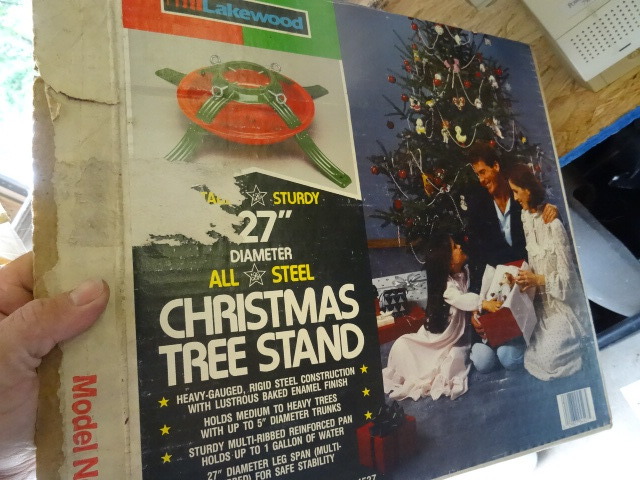 Lakewood
STURDY
27"
DIAMETER
ALL STEEL
CHRISTMAS
TREE STAND
HEAVY-GAUGED, RIGID STEEL CONSTRUCTION
WITH LUSTROUS BAKED ENAMEL FINISH
HOLDS MEDIUM TO HEAVY TREES
WITH UP TO 5" DIAMETER TRUNKS
STURDY MULTI-RIBBED REINFORCED PAN
HOLDS UP TO 1 GALLON OF WATER
27" DIAMETER LEG SPAN (MULTI-
FOR SAFE STABILITY
Model N